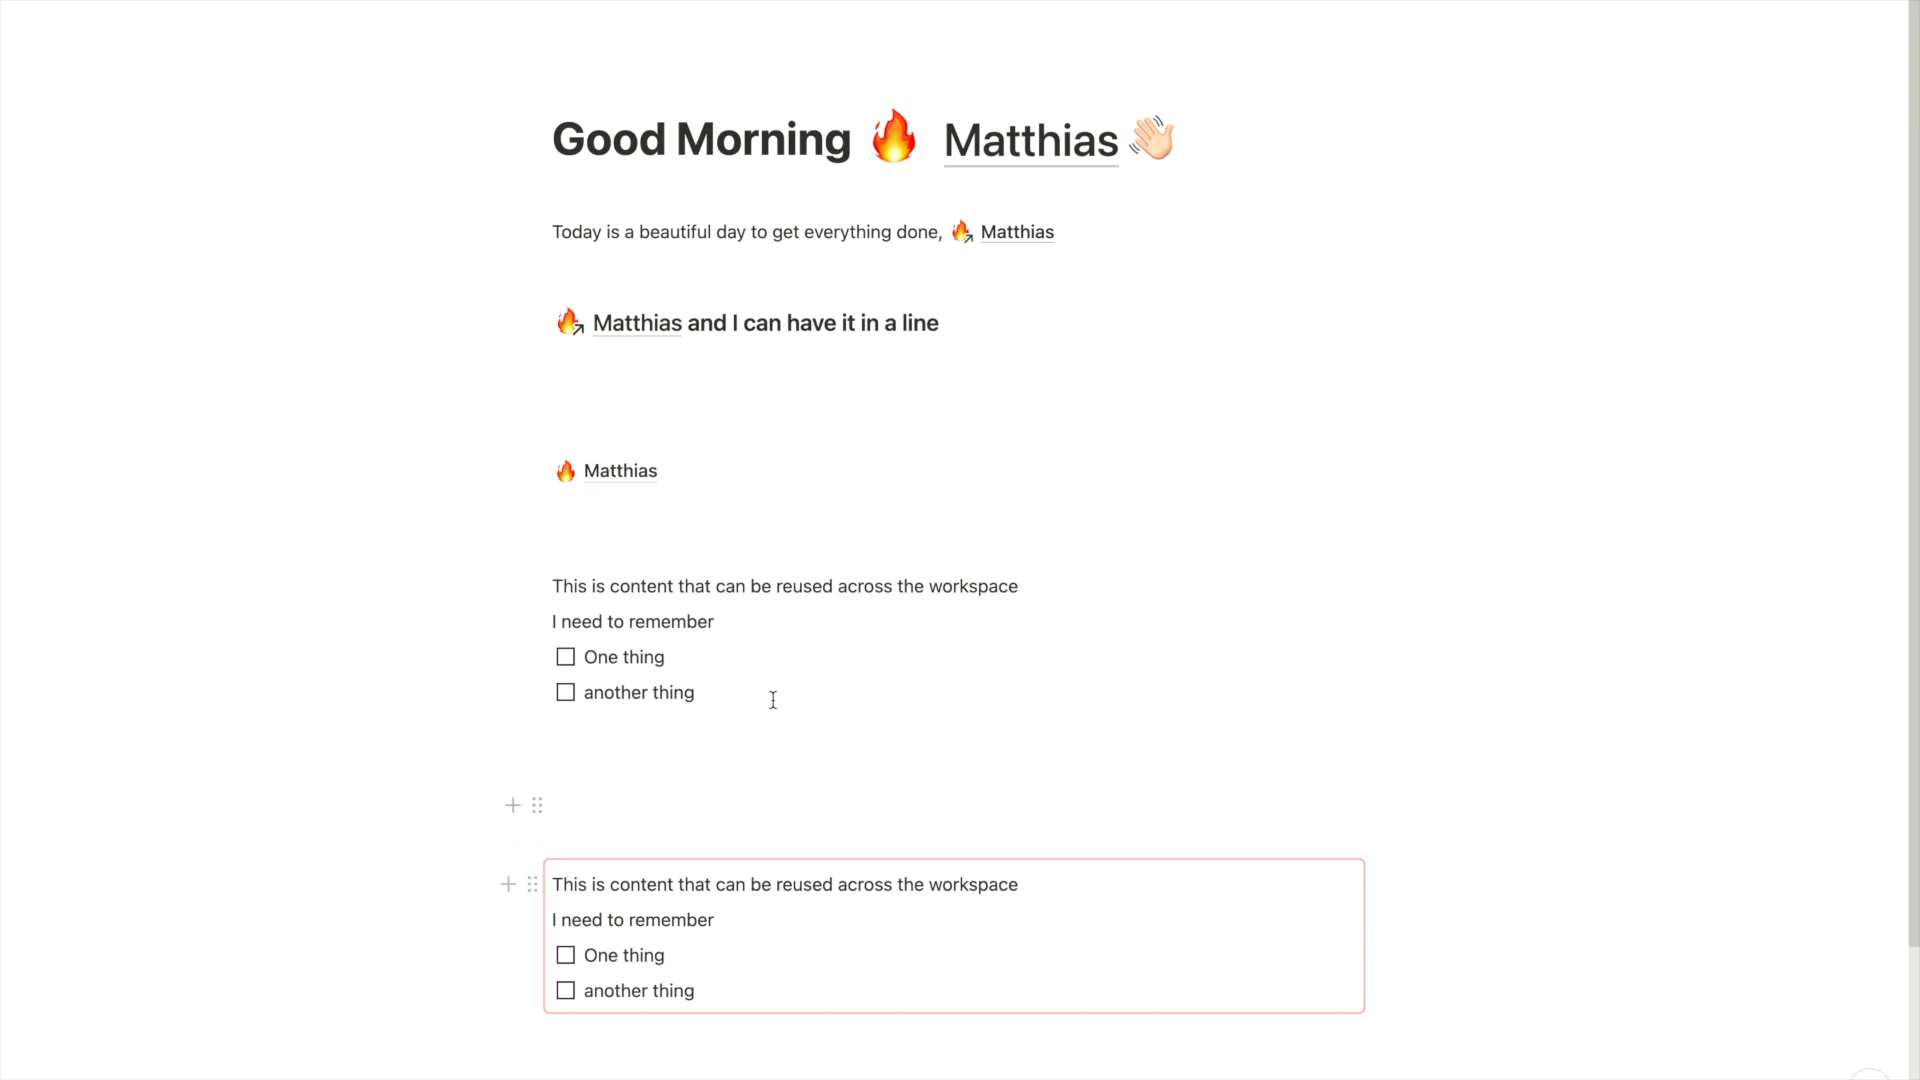 Good Morning 🔥 Matthias 👋🏻
Today is a beautiful day to get everything done, 🔥 Matthias
🔥 Matthias and I can have it in a line
🔥 Matthias
This is content that can be reused across the workspace
I need to remember
One thing
another thing
This is content that can be reused across the workspace
I need to remember
One thing
another thing